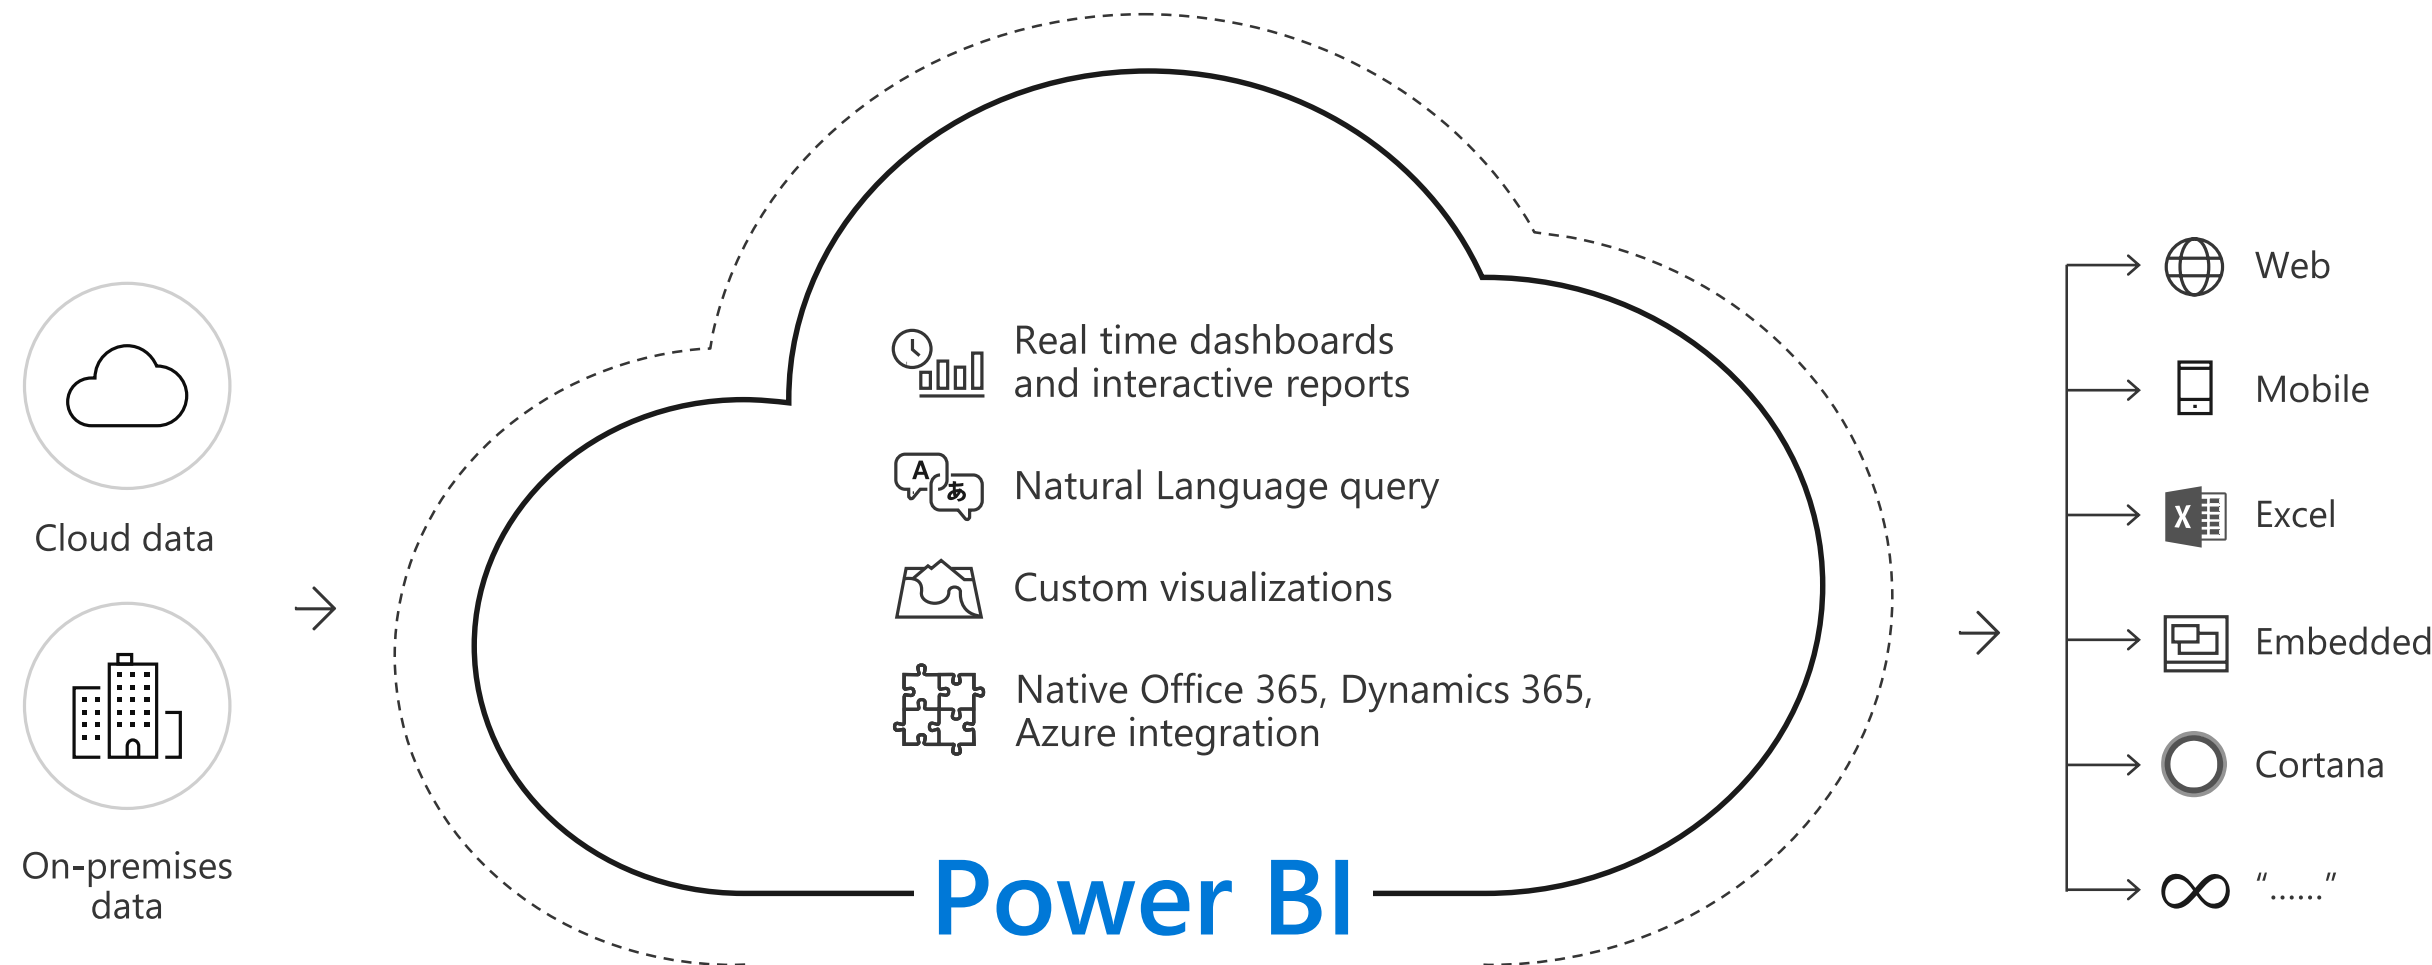 Cloud data
On-premises
data
Real time dashboards
and interactive reports
A
あ
Natural Language query
Custom visualizations
Native Office 365, Dynamics 365,
Azure integration
Power BI
Web
Mobile
X
Excel
Embedded
Cortana
“......”